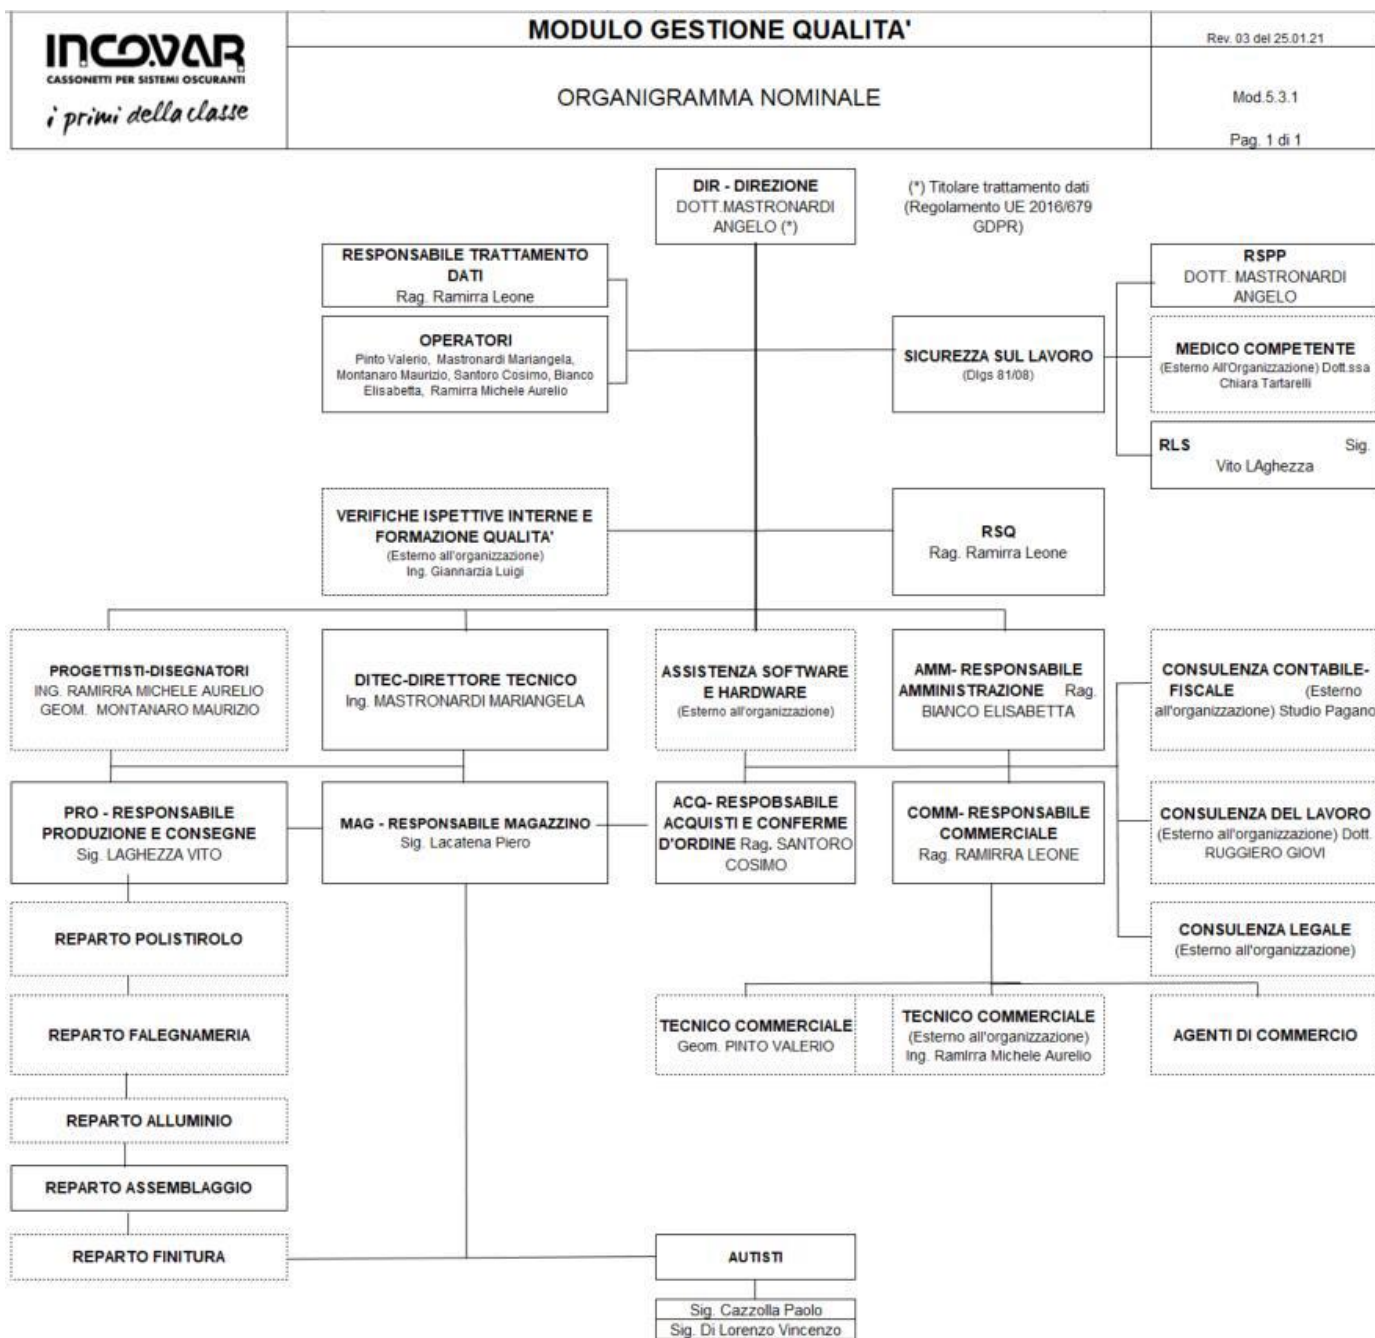 INCOVAR
CASSONETTI PER SISTEMI OSCURANTI
i primi della classe
MODULO GESTIONE QUALITA'
ORGANIGRAMMA NOMINALE
Rev. 03 del 25.01.21
Mod.5.3.1
Pag. 1 di 1
DIR - DIREZIONE
DOTT.MASTRONARDI
ANGELO (*)
(*) Titolare trattamento dati
(Regolamento UE 2016/679
GDPR)
RESPONSABILE TRATTAMENTO
DATI
Rag. Ramirra Leone
OPERATORI
Pinto Valerio, Mastronardi Mariangela,
Montanaro Maurizio, Santoro Cosimo, Bianco
Elisabetta, Ramirra Michele Aurelio
SICUREZZA SUL LAVORO
(Dlgs 81/08)
RSPP
DOTT. MASTRONARDI
ANGELO
MEDICO COMPETENTE
(Esterno All'Organizzazione) Dott.ssa
Chiara Tartarelli
RLS Sig.
Vito LAghezza
VERIFICHE ISPETTIVE INTERNE E
FORMAZIONE QUALITA'
(Esterno all'organizzazione)
Ing. Giannarzia Luigi
RSQ
Rag. Ramirra Leone
PROGETTISTI-DISEGNATORI
ING. RAMIRRA MICHELE AURELIO
GEOM. MONTANARO MAURIZIO
DITEC-DIRETTORE TECNICO
Ing. MASTRONARDI MARIANGELA
ASSISTENZA SOFTWARE
E HARDWARE
(Esterno all'organizzazione)
AMM- RESPONSABILE
AMMINISTRAZIONE Rag.
BIANCO ELISABETTA
CONSULENZA CONTABILE-
FISCALE (Esterno
all'organizzazione) Studio Pagano
PRO - RESPONSABILE
PRODUZIONE E CONSEGNE
Sig. LAGHEZZA VITO
MAG - RESPONSABILE MAGAZZINO
Sig. Lacatena Piero
ACQ- RESPOBSABILE
ACQUISTI E CONFERME
D'ORDINE Rag. SANTORO
COSIMO
COMM- RESPONSABILE
COMMERCIALE
Rag. RAMIRRA LEONE
CONSULENZA DEL LAVORO
(Esterno all'organizzazione) Dott.
RUGGIERO GIOVI
CONSULENZA LEGALE
(Esterno all'organizzazione)
REPARTO POLISTIROLO
REPARTO FALEGNAMERIA
TECNICO COMMERCIALE
Geom. PINTO VALERIO
TECNICO COMMERCIALE
(Esterno all'organizzazione)
Ing. Ramirra Michele Aurelio
AGENTI DI COMMERCIO
REPARTO ALLUMINIO
REPARTO ASSEMBLAGGIO
REPARTO FINITURA
AUTISTI
Sig. Cazzolla Paolo
Sig. Di Lorenzo Vincenzo